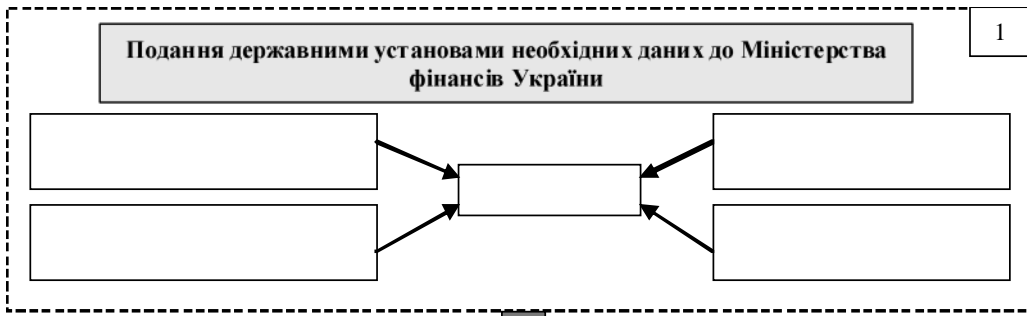 1
Подання державними установами необхідних даних до Міністерства
фінансів України